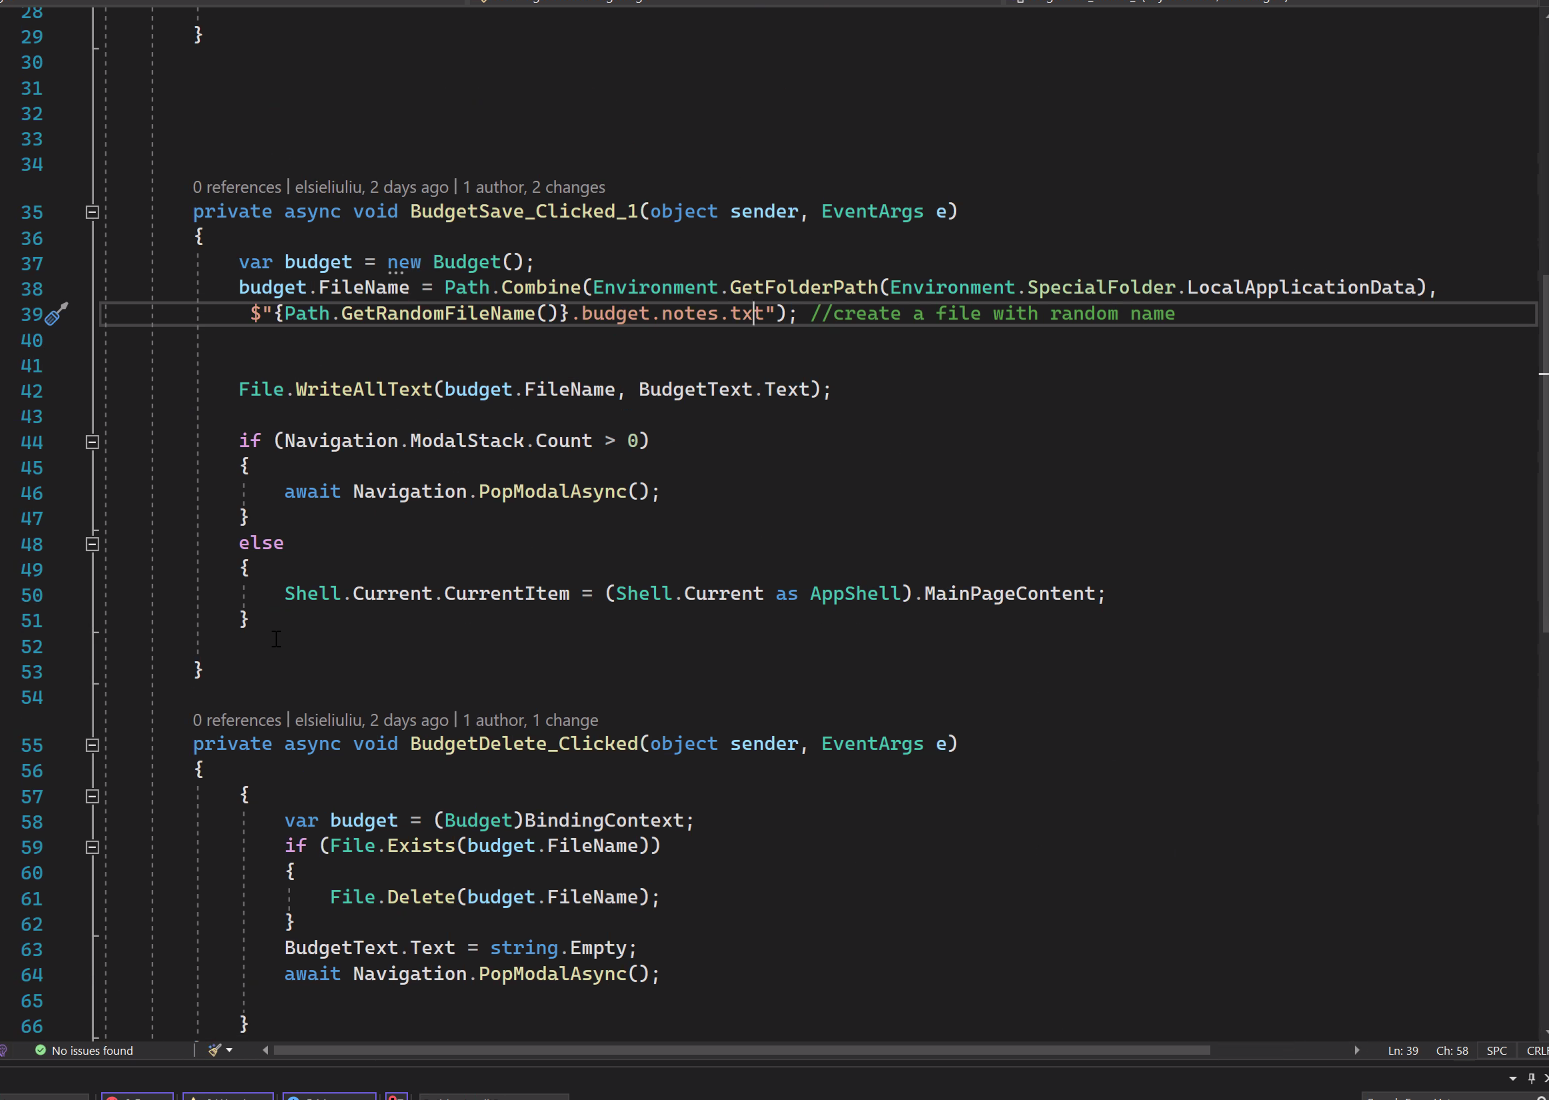 28
29 }
30
31
32
33
34
0 references | elsieliuliu, 2 days ago | 1 author, 2 changes
35 private async void BudgetSave_Clicked_1(object sender, EventArgs e)
36 {
37 var budget = new Budget();
38 budget.FileName = Path.Combine(Environment.GetFolderPath(Environment.SpecialFolder.LocalApplicationData),
39 $"{Path.GetRandomFileName()}.budget.notes.txt"); //create a file with random name
40
41
42 File.WriteAllText(budget.FileName, BudgetText.Text);
43
44 if (Navigation.ModalStack.Count > 0)
45 {
46 await Navigation.PopModalAsync();
47 }
48 else
49 {
50 Shell.Current.CurrentItem = (Shell.Current as AppShell).MainPageContent;
51 }
52
53 }
54
0 references | elsieliuliu, 2 days ago | 1 author, 1 change
55 private async void BudgetDelete_Clicked(object sender, EventArgs e)
56 {
57 {
58 var budget = (Budget)BindingContext;
59 if (File.Exists(budget.FileName))
60 {
61 File.Delete(budget.FileName);
62 }
63 BudgetText.Text = string.Empty;
64 await Navigation.PopModalAsync();
65
66 }
No issues found Ln: 39 Ch: 58 SPC